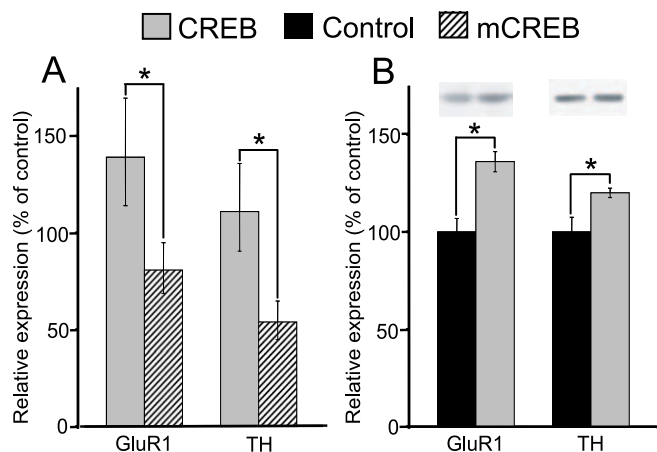 CREB Control mCREB
A
B
Relative expression (% of control)
150
100
50
0
*
*
GluR1 TH
Relative expression (% of control)
150
100
50
0
*
*
GluR1 TH